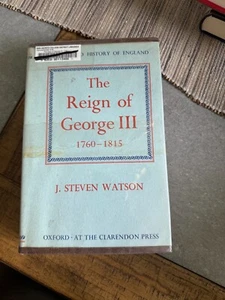 HISTORY OF ENGLAND
The
Reign of
George III
1760–1815
J. STEVEN WATSON
OXFORD · AT THE CLARENDON PRESS